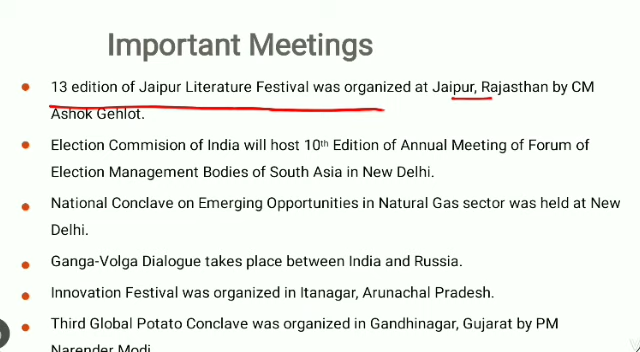 Important Meetings
13 edition of Jaipur Literature Festival was organized at Jaipur, Rajasthan by CM
Ashok Gehlot.
Election Commision of India will host 10th Edition of Annual Meeting of Forum of
Election Management Bodies of South Asia in New Delhi.
National Conclave on Emerging Opportunities in Natural Gas sector was held at New
Delhi.
Ganga-Volga Dialogue takes place between India and Russia.
Innovation Festival was organized in Itanagar, Arunachal Pradesh.
Third Global Potato Conclave was organized in Gandhinagar, Gujarat by PM
Narender Modi